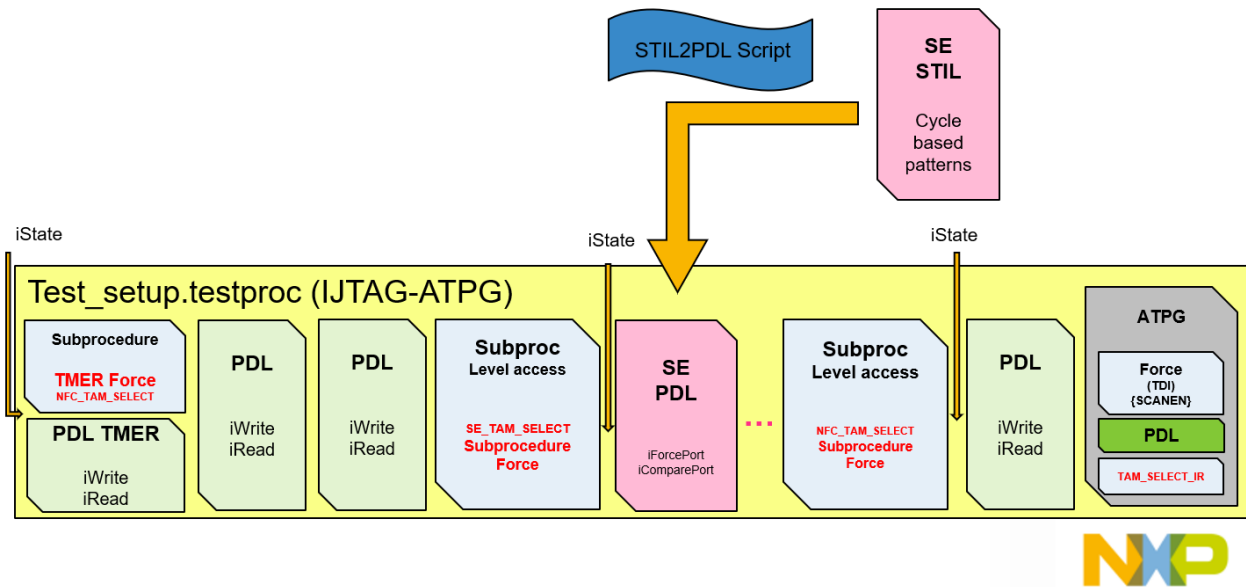 STIL2PDL Script
SE
STIL
Cycle
based
patterns
iState
iState
iState
Test_setup.testproc (IJTAG-ATPG)
Subprocedure
TMER Force
NFC_TAM_SELECT
PDL TMER
iWrite
iRead
PDL
iWrite
iRead
PDL
iWrite
iRead
Subproc
Level access
SE_TAM_SELECT
Subprocedure
Force
SE
PDL
iForcePort
iComparePort
...
Subproc
Level access
NFC_TAM_SELECT
Subprocedure
Force
PDL
iWrite
iRead
ATPG
Force
(TDI)
{SCANEN}
PDL
TAM_SELECT_IR
NXP